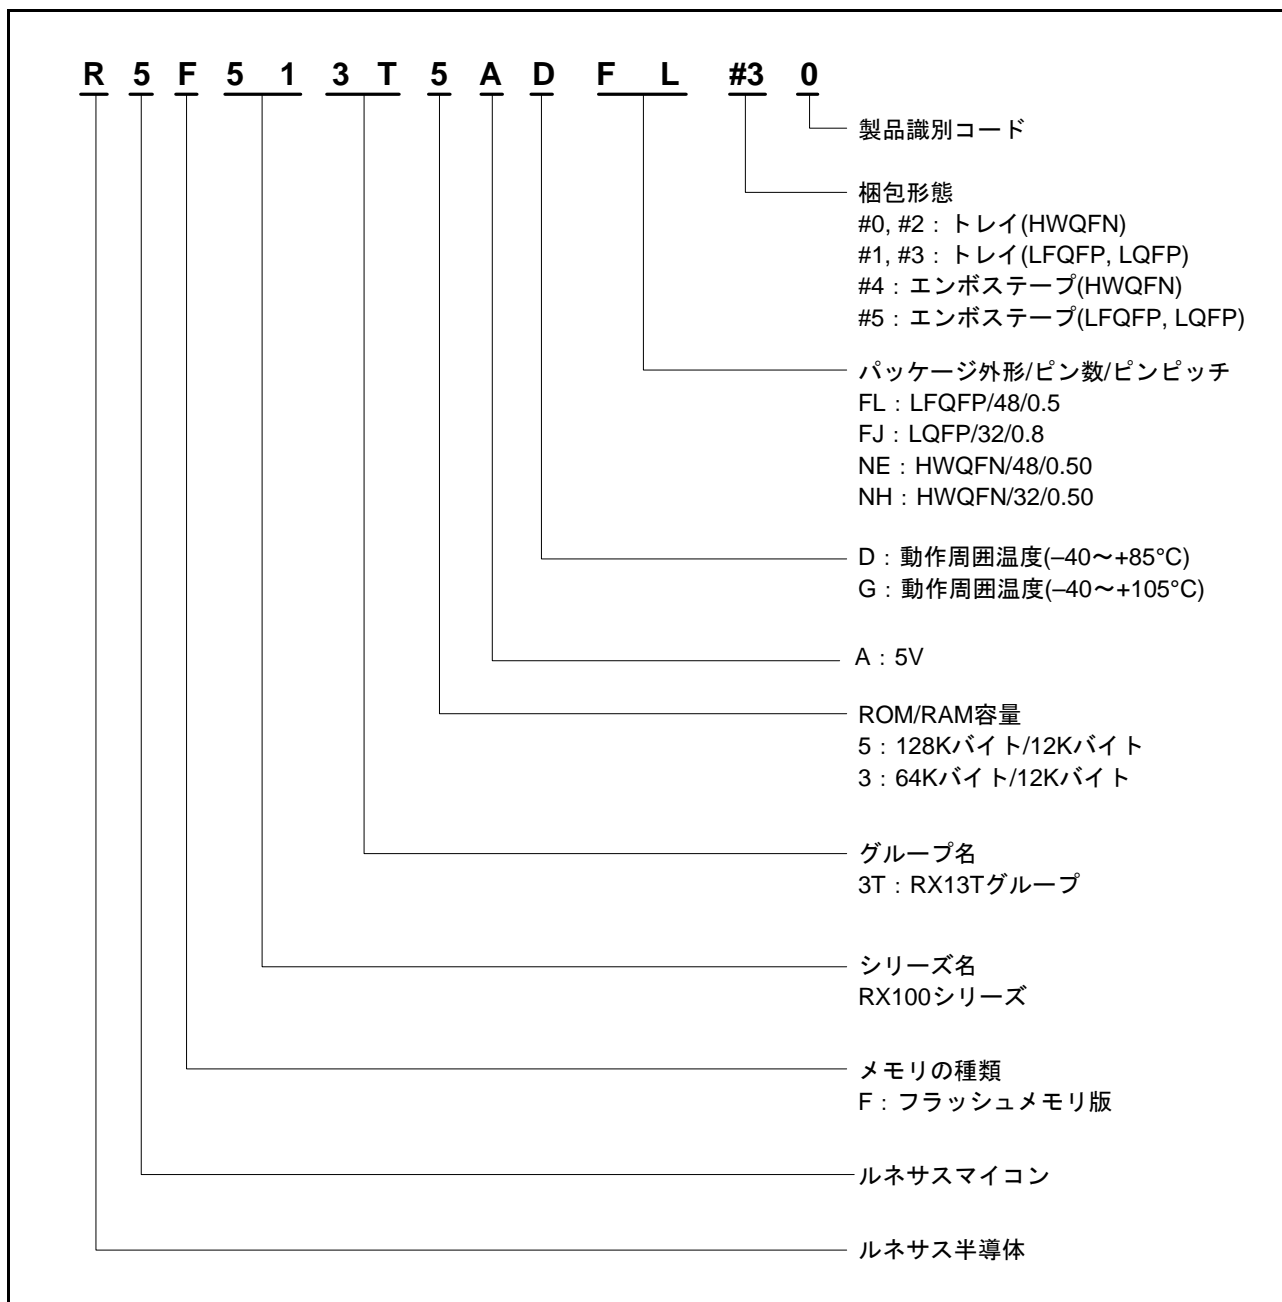 R 5 F 5 1 3 T 5 A D F L #3 0
製品識別コード
梱包形態
#0, #2：トレイ(HWQFN)
#1, #3：トレイ(LFQFP, LQFP)
#4：エンボステープ(HWQFN)
#5：エンボステープ(LFQFP, LQFP)
パッケージ外形/ピン数/ピンピッチ
FL：LFQFP/48/0.5
FJ：LQFP/32/0.8
NE：HWQFN/48/0.50
NH：HWQFN/32/0.50
D：動作周囲温度(–40～+85°C)
G：動作周囲温度(–40～+105°C)
A：5V
ROM/RAM容量
5：128Kバイト/12Kバイト
3：64Kバイト/12Kバイト
グループ名
3T：RX13Tグループ
シリーズ名
RX100シリーズ
メモリの種類
F：フラッシュメモリ版
ルネサスマイコン
ルネサス半導体